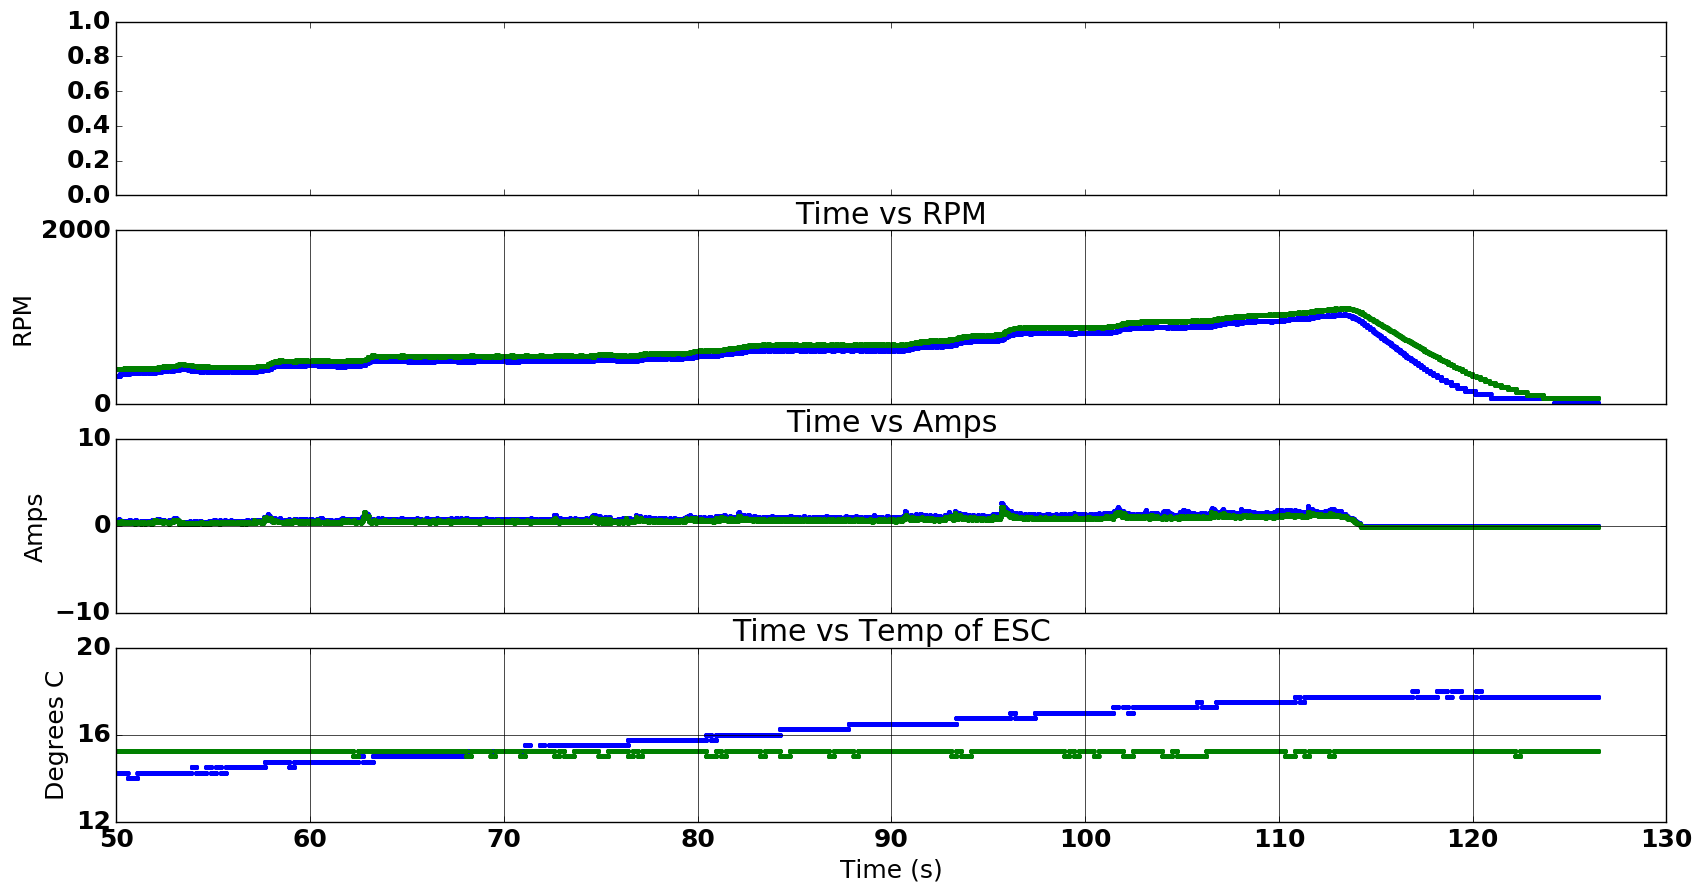 1.0
0.8
0.6
0.4
0.2
0.0
Time vs RPM
2000
RPM
0
Time vs Amps
10
Amps
0
−10
Time vs Temp of ESC
20
Degrees C
16
12
50 60 70 80 90 100 110 120 130
Time (s)